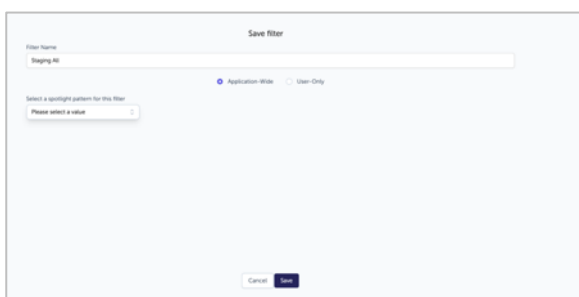 Save filter
Filter Name
Staging All
Application-Wide User-Only
Select a spotlight pattern for this filter
Please select a value
Cancel Save